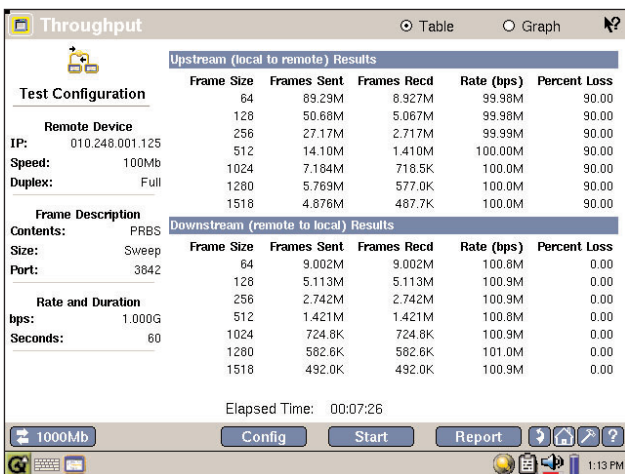 Throughput
Table
Graph
Test Configuration
Remote Device
IP: 010.248.001.125
Speed: 100Mb
Duplex: Full
Frame Description
Contents: PRBS
Size: Sweep
Port: 3842
Rate and Duration
bps: 1.000G
Seconds: 60
Upstream (local to remote) Results
Frame Size Frames Sent Frames Recd Rate (bps) Percent Loss
64 89.29M 8.927M 99.98M 90.00
128 50.68M 5.067M 99.98M 90.00
256 27.17M 2.717M 99.99M 90.00
512 14.10M 1.410M 100.00M 90.00
1024 7.184M 718.5K 100.0M 90.00
1280 5.769M 577.0K 100.0M 90.00
1518 4.876M 487.7K 100.0M 90.00
Downstream (remote to local) Results
Frame Size Frames Sent Frames Recd Rate (bps) Percent Loss
64 9.002M 9.002M 100.8M 0.00
128 5.113M 5.113M 100.9M 0.00
256 2.742M 2.742M 100.9M 0.00
512 1.421M 1.421M 100.8M 0.00
1024 724.8K 724.8K 100.9M 0.00
1280 582.6K 582.6K 101.0M 0.00
1518 492.0K 492.0K 100.9M 0.00
Elapsed Time: 00:07:26
1000Mb
Config
Start
Report
?
1:13 PM